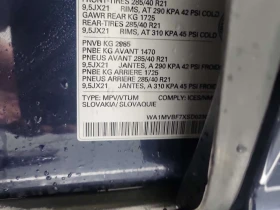 FRONT-TIRES 285/40 R21
9,5JX21 RIMS, AT 290 KPA 42 PSI COLD
GAWR REAR KG 1725
REAR-TIRES 285/40 R21
9,5JX21 RIMS, AT 310 KPA 45 PSI COLD
PNVB KG 2985
PNBE KG AVANT 1470
PNEUS AVANT 285/40 R21
9,5JX21 JANTES, A 290 KPA 42 PSI FROID
PNBE KG ARRIERE 1725
PNEUS ARRIERE 285/40 R21
9,5JX21 JANTES, A 310 KPA 45 PSI FROID
TYPE: MPV/VTUM COMPLY:
SLOVAKIA/ SLOVAQUIE